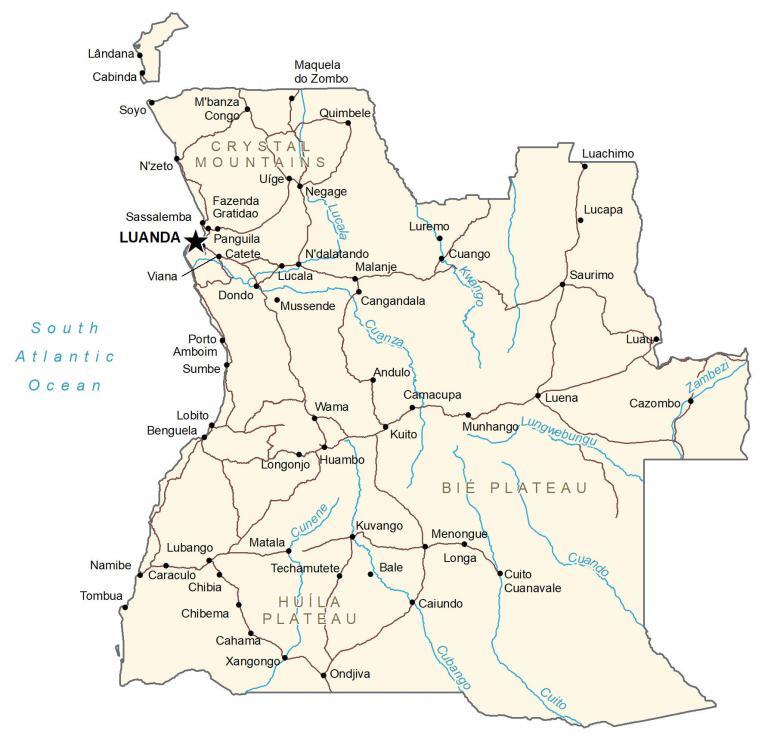 Lândana
Cabinda
Soyo
M'banza
Congo
Maquela
do Zombo
Quimbele
CRYSTAL
MOUNTAINS
N'zeto
Uíge
Negage
Luachimo
Fazenda
Gratidao
Sassalemba
LUANDA
Panguila
Lucala
Luremo
Lucapa
Catete
N'dalatando
Cuango
Viana
Lucala
Malanje
Kwango
Saurimo
Dondo
Mussende
Cangandala
South
Atlantic
Ocean
Cuanza
Porto
Amboim
Sumbe
Luau
Andulo
Zambezi
Camacupa
Luena
Cazombo
Lobito
Benguela
Wama
Kuito
Munhango
Lungwebungu
Longonjo
Huambo
BIÉ PLATEAU
Cunene
Kuvango
Lubango
Matala
Menongue
Longa
Namibe
Caraculo
Chibia
Techamutete
Bale
Cuito
Cuanavale
Cuando
Tombua
Chibema
HUÍLA
PLATEAU
Caiundo
Cahama
Xangongo
Ondjiva
Cubango
Cuito